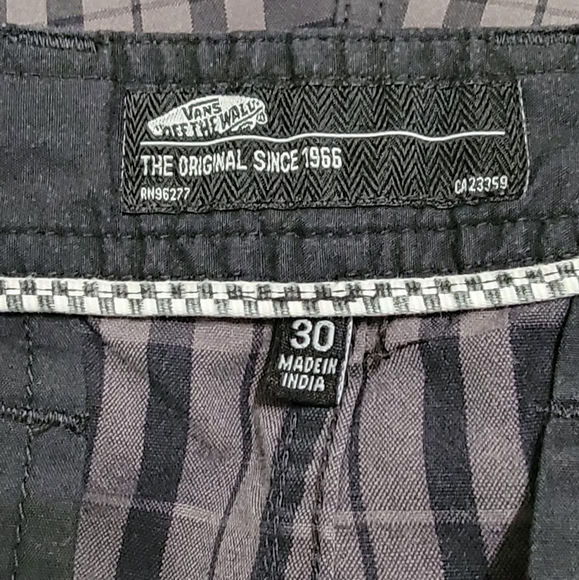 VANS
"OFF THE WALL"
THE ORIGINAL SINCE 1966
RN96277
CA23359
30
MADE IN
INDIA